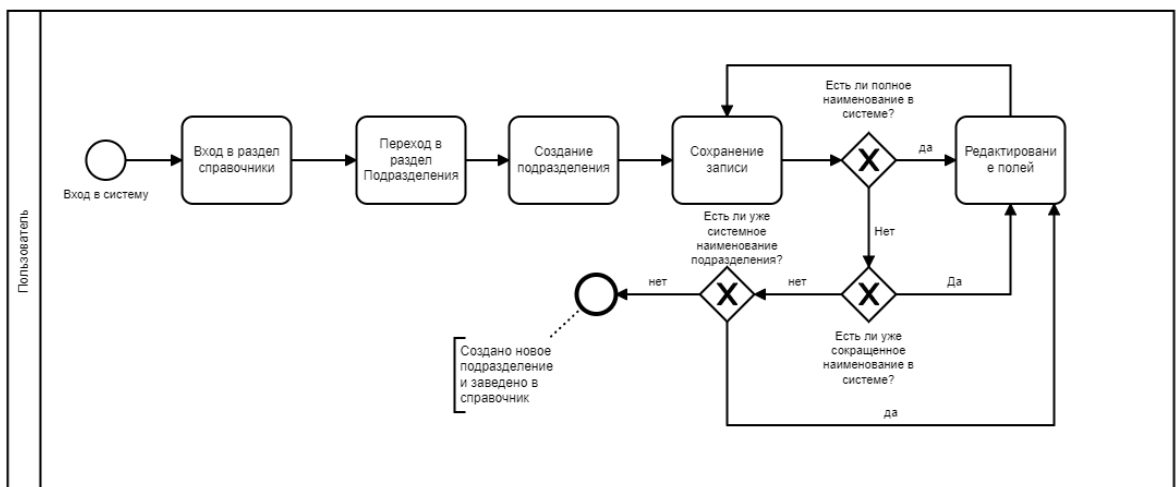 Пользователь
Вход в систему
Вход в раздел
справочники
Переход в
раздел
Подразделения
Создание
подразделения
Сохранение
записи
Есть ли полное
наименование в
системе?
да
Редактировани
е полей
Нет
Есть ли уже
сокращенное
наименование в
системе?
Да
нет
Есть ли уже
системное
наименование
подразделения?
нет
да
Создано новое
подразделение
и заведено в
справочник